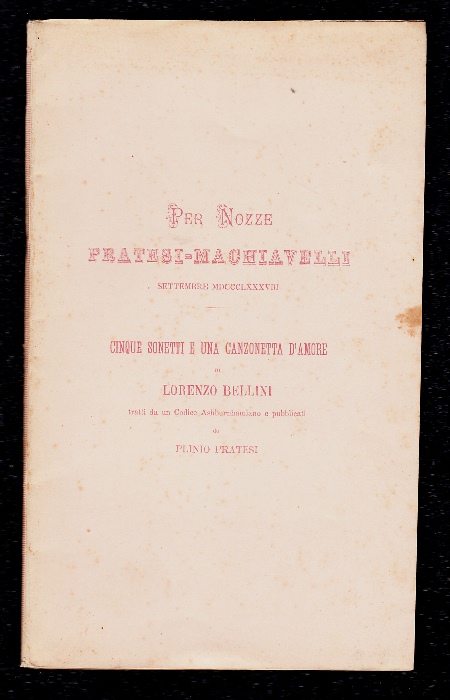 PER NOZZE
PRATESI=MACHIAVELLI
SETTEMBRE MDCCCLXXXVIII
CINQUE SONETTI E UNA CANZONETTA D'AMORE
DI
LORENZO BELLINI
tratti da un Codice Ashburnhamiano e pubblicati
da
PLINIO PRATESI